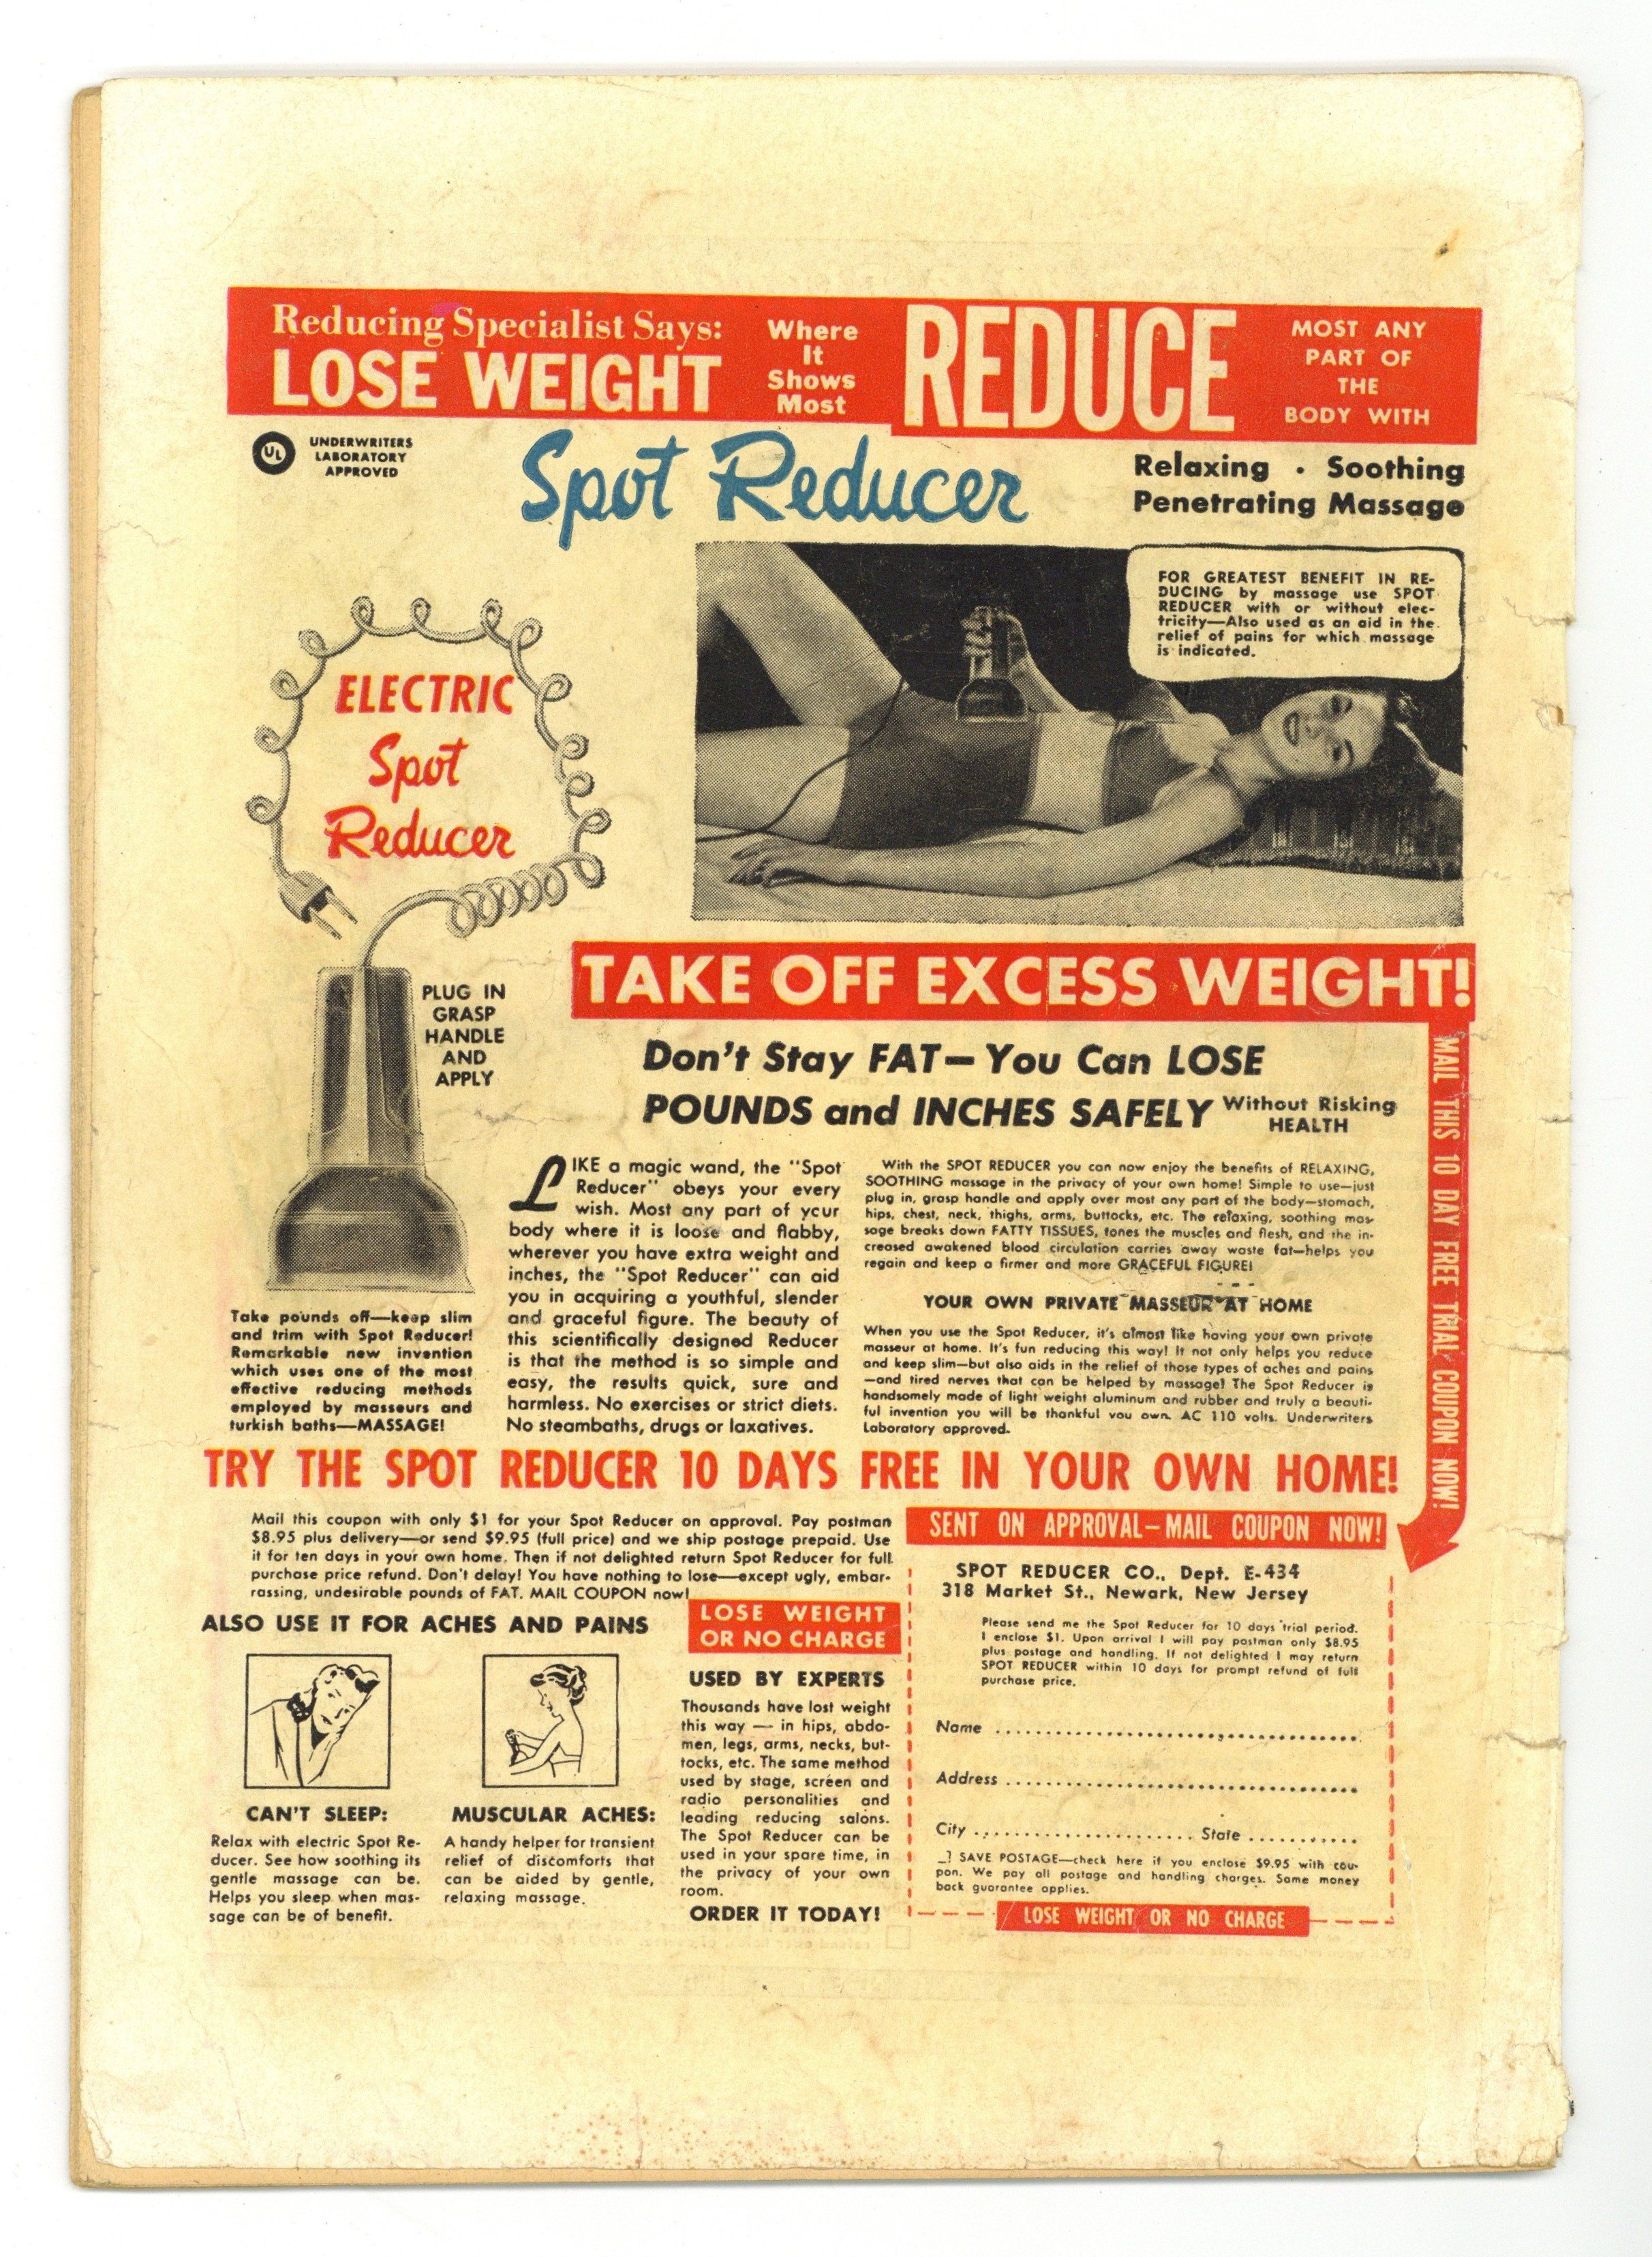 Reducing Specialist Says:
LOSE WEIGHT
Where
It
Shows
Most
REDUCE
MOST ANY
PART OF
THE
BODY WITH
UL
UNDERWRITERS
LABORATORY
APPROVED
Spot Reducer
Relaxing • Soothing
Penetrating Massage
FOR GREATEST BENEFIT IN RE-
DUCING by massage use SPOT
REDUCER with or without elec-
tricity—Also used as an aid in the
relief of pains for which massage
is indicated.
ELECTRIC
Spot
Reducer
PLUG IN
GRASP
HANDLE
AND
APPLY
TAKE OFF EXCESS WEIGHT!
Don't Stay FAT—You Can LOSE
POUNDS and INCHES SAFELY Without Risking
HEALTH
MAIL THIS 10 DAY FREE TRIAL COUPON NOW!
Take pounds off—keep slim
and trim with Spot Reducer!
Remarkable new invention
which uses one of the most
effective reducing methods
employed by masseurs and
turkish baths—MASSAGE!
LIKE a magic wand, the "Spot
Reducer" obeys your every
wish. Most any part of your
body where it is loose and flabby,
wherever you have extra weight and
inches, the "Spot Reducer" can aid
you in acquiring a youthful, slender
and graceful figure. The beauty of
this scientifically designed Reducer
is that the method is so simple and
easy, the results quick, sure and
harmless. No exercises or strict diets.
No steambaths, drugs or laxatives.
With the SPOT REDUCER you can now enjoy the benefits of RELAXING,
SOOTHING massage in the privacy of your own home! Simple to use—just
plug in, grasp handle and apply over most any part of the body—stomach,
hips, chest, neck, thighs, arms, buttocks, etc. The relaxing, soothing mas-
sage breaks down FATTY TISSUES, tones the muscles and flesh, and the in-
creased awakened blood circulation carries away waste fat—helps you
regain and keep a firmer and more GRACEFUL FIGURE!
YOUR OWN PRIVATE MASSEUR AT HOME
When you use the Spot Reducer, it's almost like having your own private
masseur at home. It's fun reducing this way! It not only helps you reduce
and keep slim—but also aids in the relief of those types of aches and pains
—and tired nerves that can be helped by massage! The Spot Reducer is
handsomely made of light weight aluminum and rubber and truly a beauti-
ful invention you will be thankful you own. AC 110 volts. Underwriters
Laboratory approved.
TRY THE SPOT REDUCER 10 DAYS FREE IN YOUR OWN HOME!
Mail this coupon with only $1 for your Spot Reducer on approval. Pay postman
$8.95 plus delivery—or send $9.95 (full price) and we ship postage prepaid. Use
it for ten days in your own home. Then if not delighted return Spot Reducer for full
purchase price refund. Don't delay! You have nothing to lose—except ugly, embar-
rassing, undesirable pounds of FAT. MAIL COUPON now!
ALSO USE IT FOR ACHES AND PAINS
CAN'T SLEEP:
Relax with electric Spot Re-
ducer. See how soothing its
gentle massage can be.
Helps you sleep when mas-
sage can be of benefit.
MUSCULAR ACHES:
A handy helper for transient
relief of discomforts that
can be aided by gentle,
relaxing massage.
LOSE WEIGHT
OR NO CHARGE
USED BY EXPERTS
Thousands have lost weight
this way — in hips, abdo-
men, legs, arms, necks, but-
tocks, etc. The same method
used by stage, screen and
radio personalities and
leading reducing salons.
The Spot Reducer can be
used in your spare time, in
the privacy of your own
room.
ORDER IT TODAY!
SENT ON APPROVAL—MAIL COUPON NOW!
SPOT REDUCER CO., Dept. E-434
318 Market St., Newark, New Jersey
Please send me the Spot Reducer for 10 days trial period.
I enclose $1. Upon arrival I will pay postman only $8.95
plus postage and handling. If not delighted I may return
SPOT REDUCER within 10 days for prompt refund of full
purchase price.
Name
Address
City State
SAVE POSTAGE—check here if you enclose $9.95 with cou-
pon. We pay all postage and handling charges. Same money
back guarantee applies.
LOSE WEIGHT OR NO CHARGE